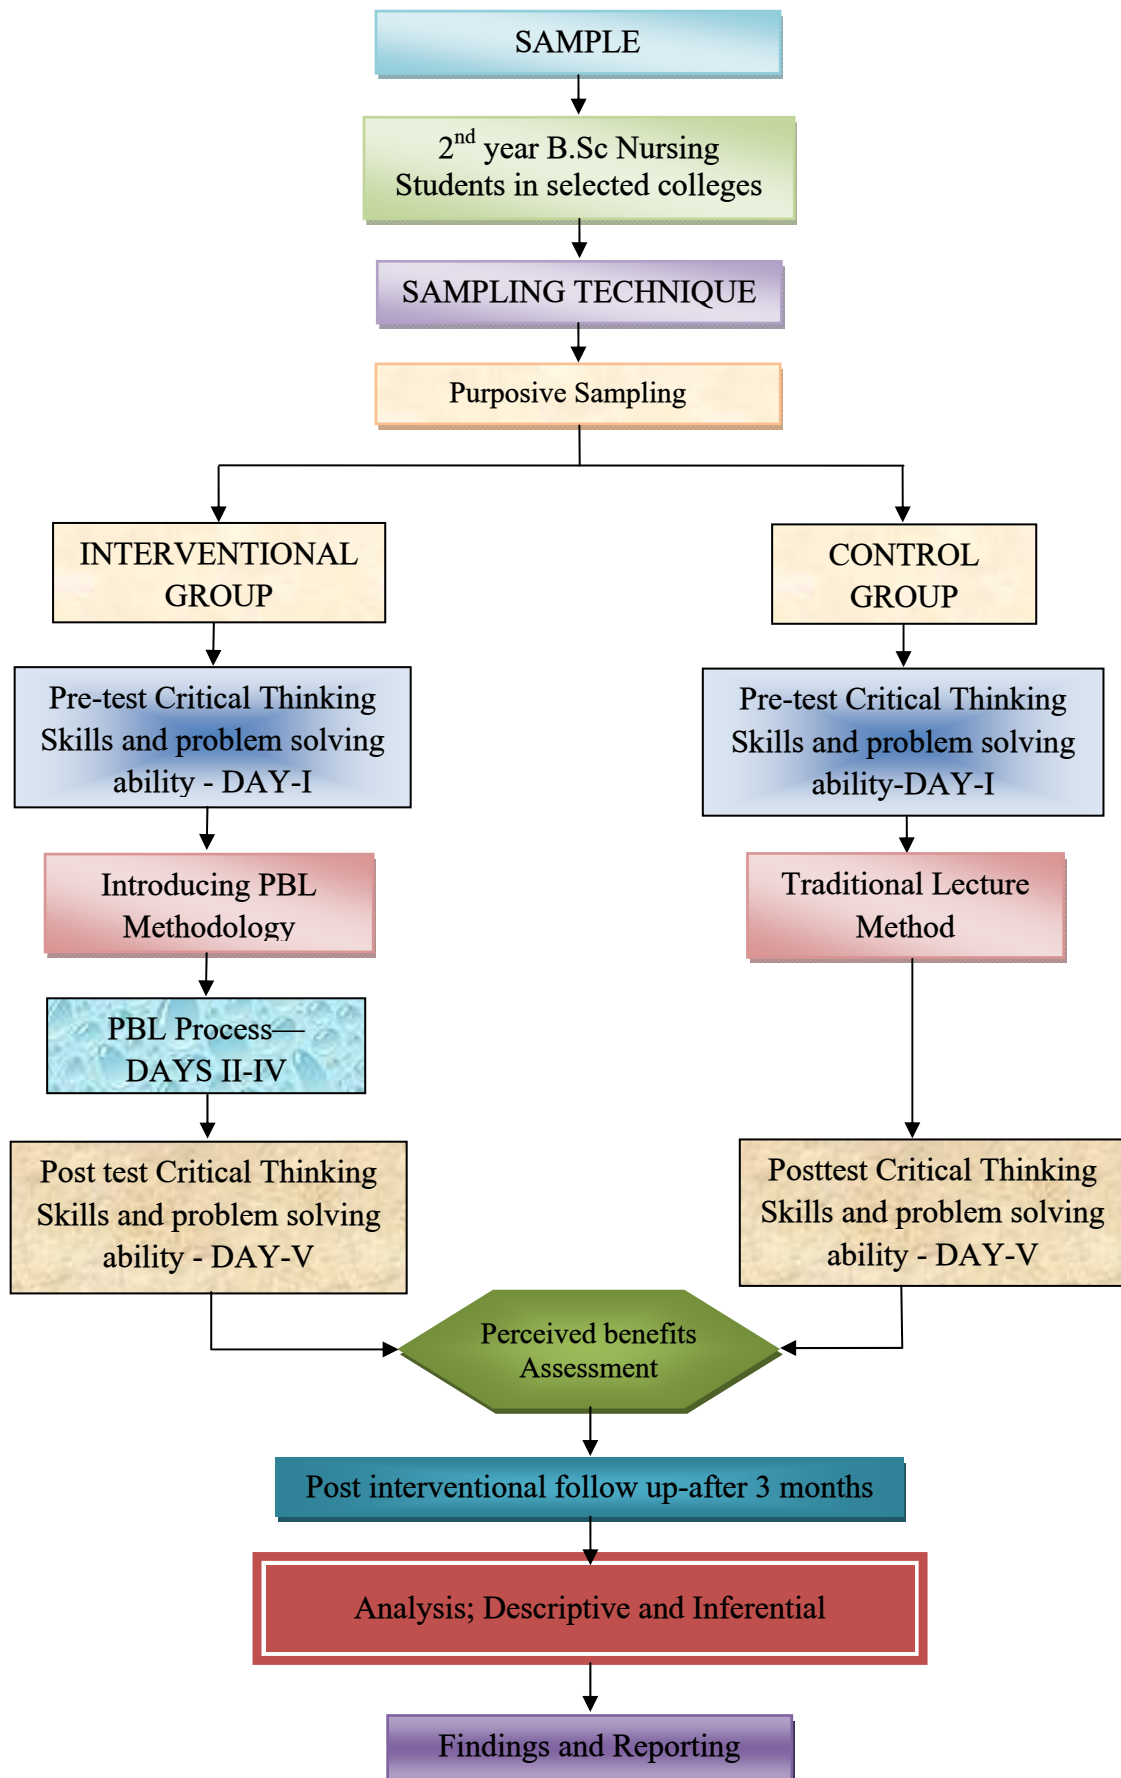 SAMPLE
2nd year B.Sc Nursing
Students in selected colleges
SAMPLING TECHNIQUE
Purposive Sampling
INTERVENTIONAL
GROUP
CONTROL
GROUP
Pre-test Critical Thinking
Skills and problem solving
ability - DAY-I
Pre-test Critical Thinking
Skills and problem solving
ability-DAY-I
Introducing PBL
Methodology
Traditional Lecture
Method
PBL Process—
DAYS II-IV
Post test Critical Thinking
Skills and problem solving
ability - DAY-V
Posttest Critical Thinking
Skills and problem solving
ability - DAY-V
Perceived benefits
Assessment
Post interventional follow up-after 3 months
Analysis; Descriptive and Inferential
Findings and Reporting